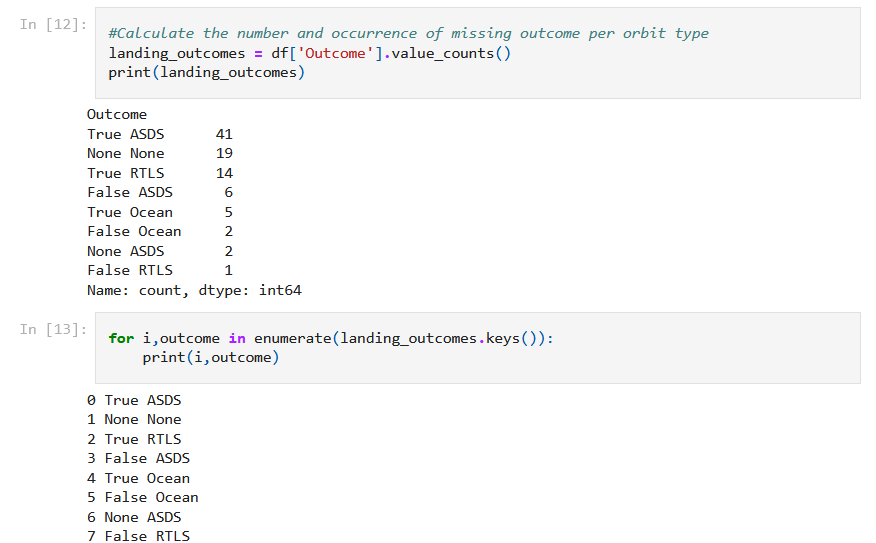 In [12]:
#Calculate the number and occurrence of missing outcome per orbit type
landing_outcomes = df['Outcome'].value_counts()
print(landing_outcomes)
Outcome
True ASDS      41
None None      19
True RTLS      14
False ASDS      6
True Ocean      5
False Ocean     2
None ASDS       2
False RTLS      1
Name: count, dtype: int64
In [13]:
for i,outcome in enumerate(landing_outcomes.keys()):
    print(i,outcome)
0 True ASDS
1 None None
2 True RTLS
3 False ASDS
4 True Ocean
5 False Ocean
6 None ASDS
7 False RTLS